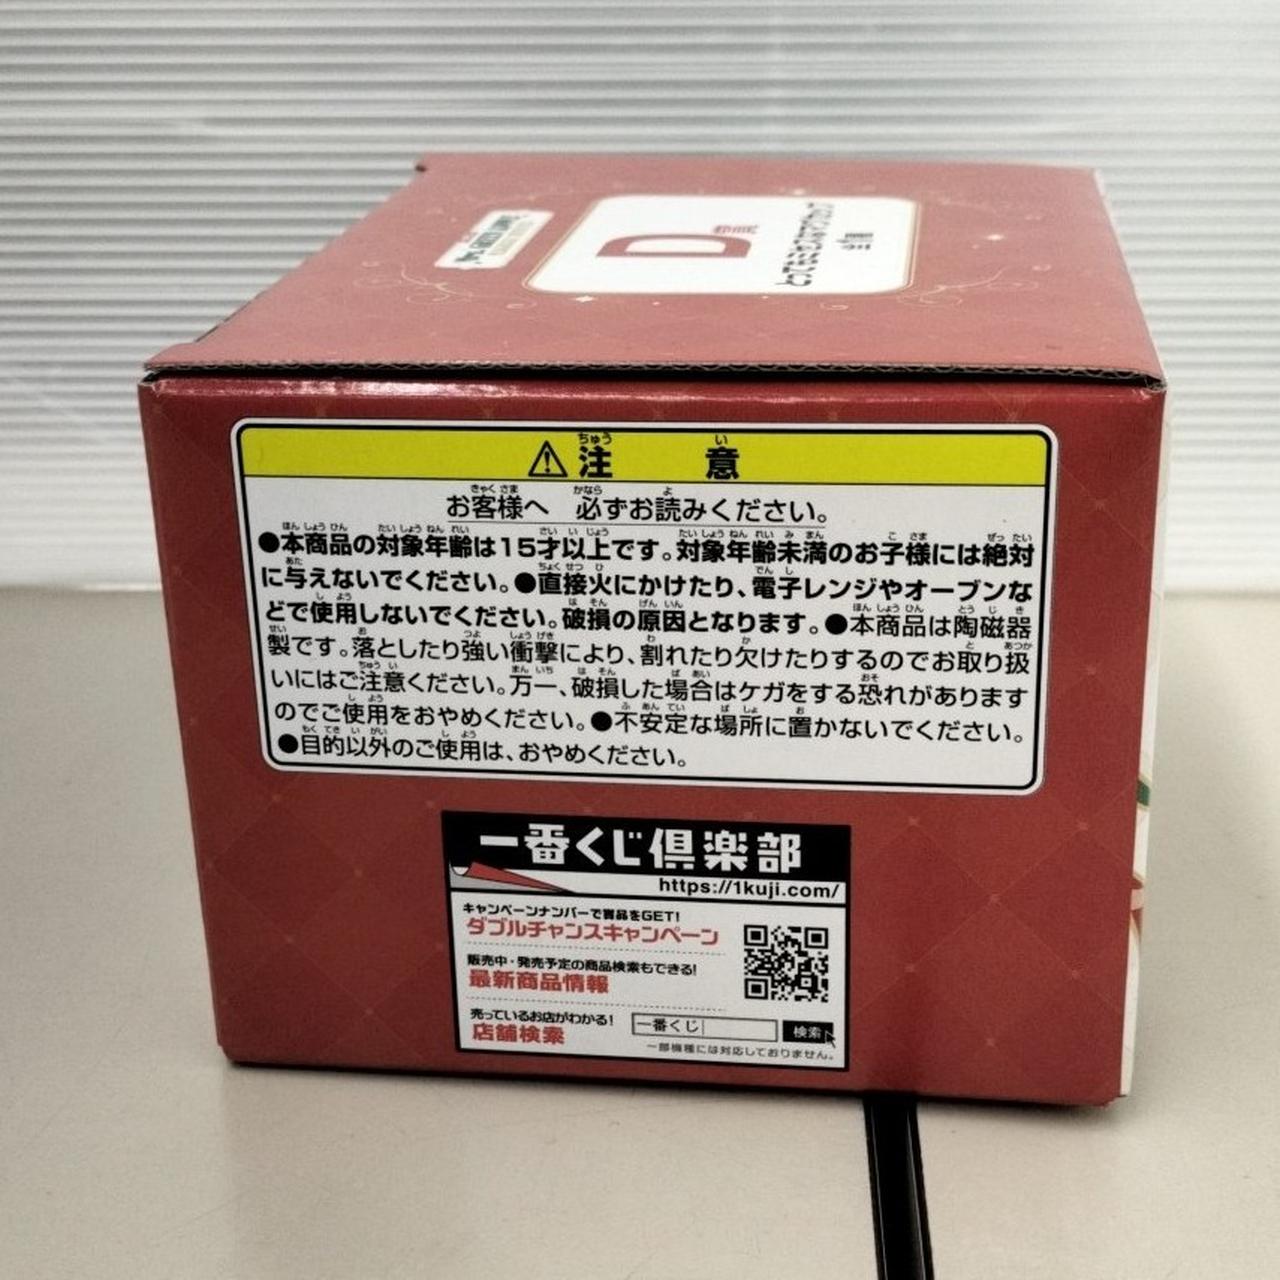 D賞
⚠注意
お客様へ 必ずお読みください。
●本商品の対象年齢は15才以上です。対象年齢未満のお子様には絶対
に与えないでください。●直接火にかけたり、電子レンジやオーブンな
どで使用しないでください。破損の原因となります。●本商品は陶磁器
製です。落としたり強い衝撃により、割れたり欠けたりするのでお取り扱
いにはご注意ください。万一、破損した場合はケガをする恐れがあります
のでご使用をおやめください。●不安定な場所に置かないでください。
●目的以外のご使用は、おやめください。
一番くじ倶楽部
https://1kuji.com/
キャンペーンナンバーで賞品をGET!
ダブルチャンスキャンペーン
販売中・発売予定の商品検索もできる!
最新商品情報
売っているお店がわかる!
店舗検索
一番くじ 検索
一部機種には対応しておりません。